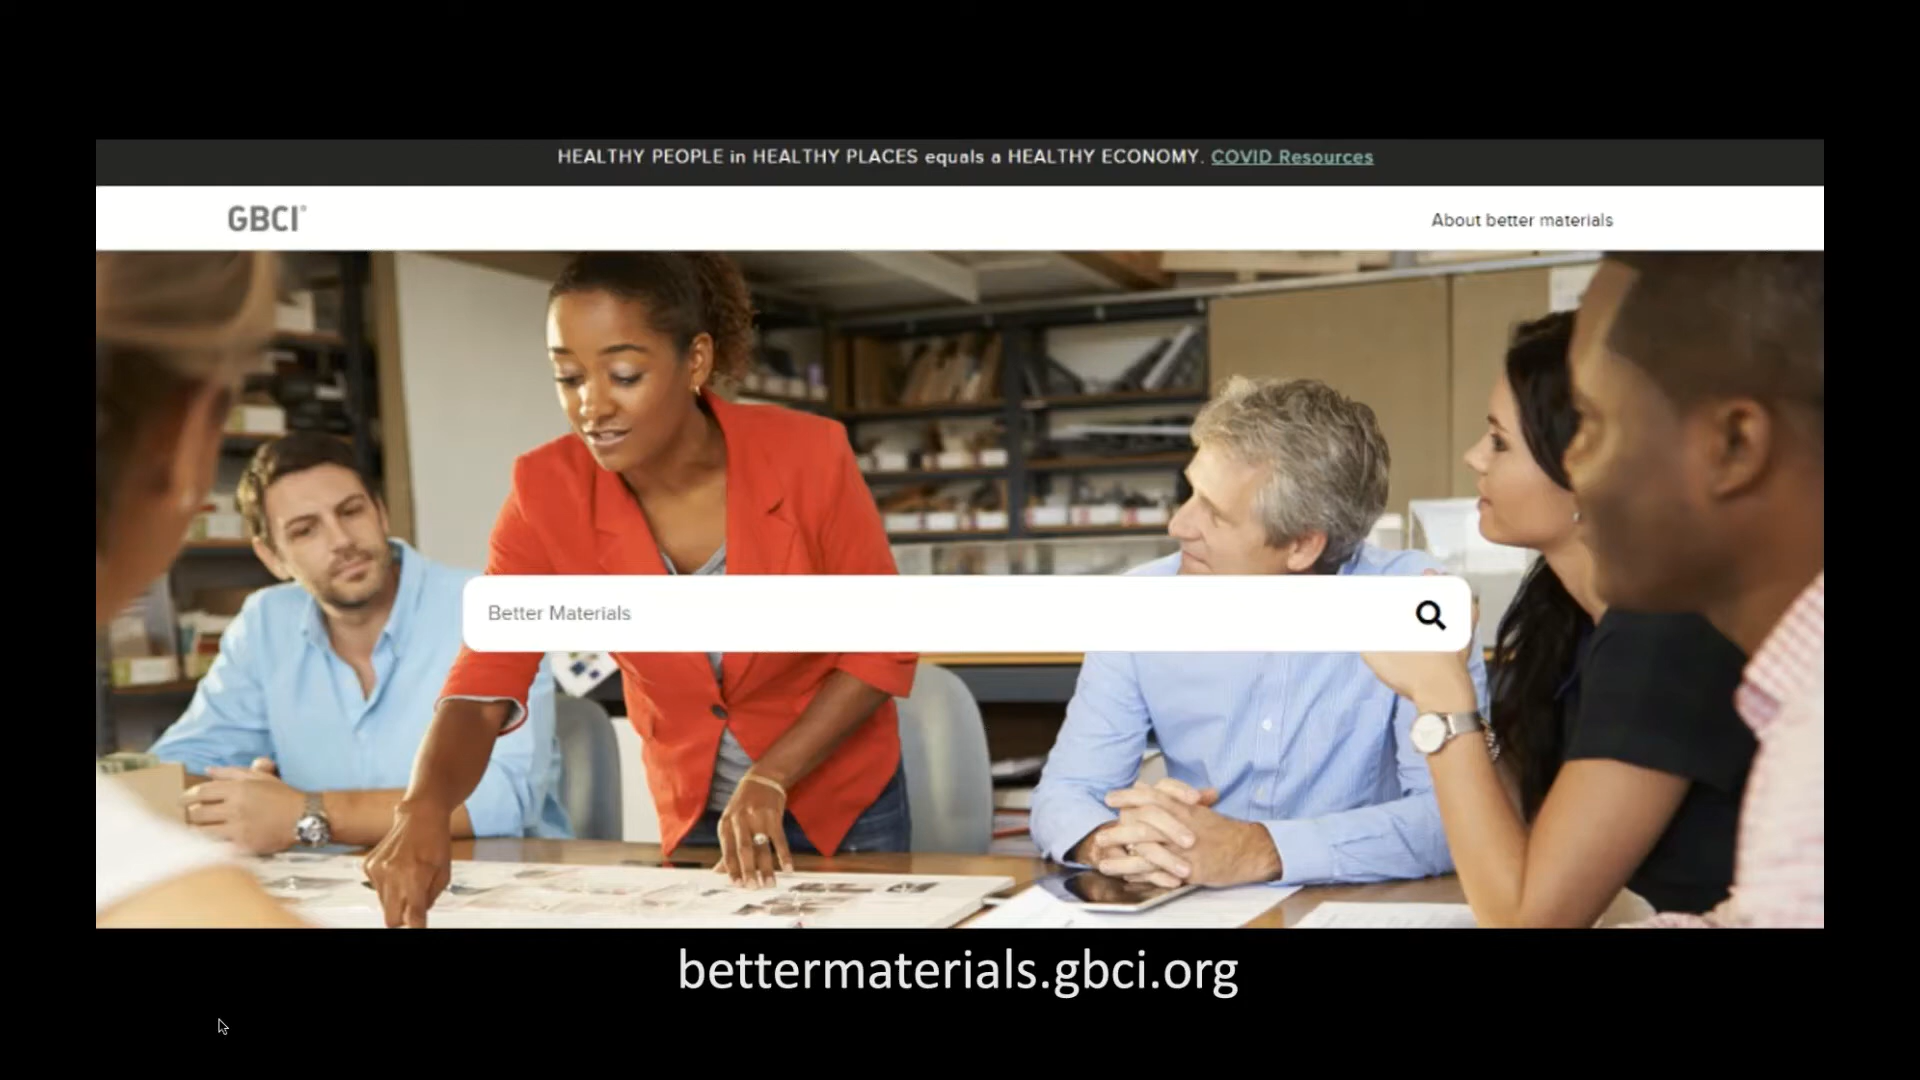 HEALTHY PEOPLE in HEALTHY PLACES equals a HEALTHY ECONOMY. COVID Resources
GBCI®
About better materials
Better Materials
bettermaterials.gbci.org